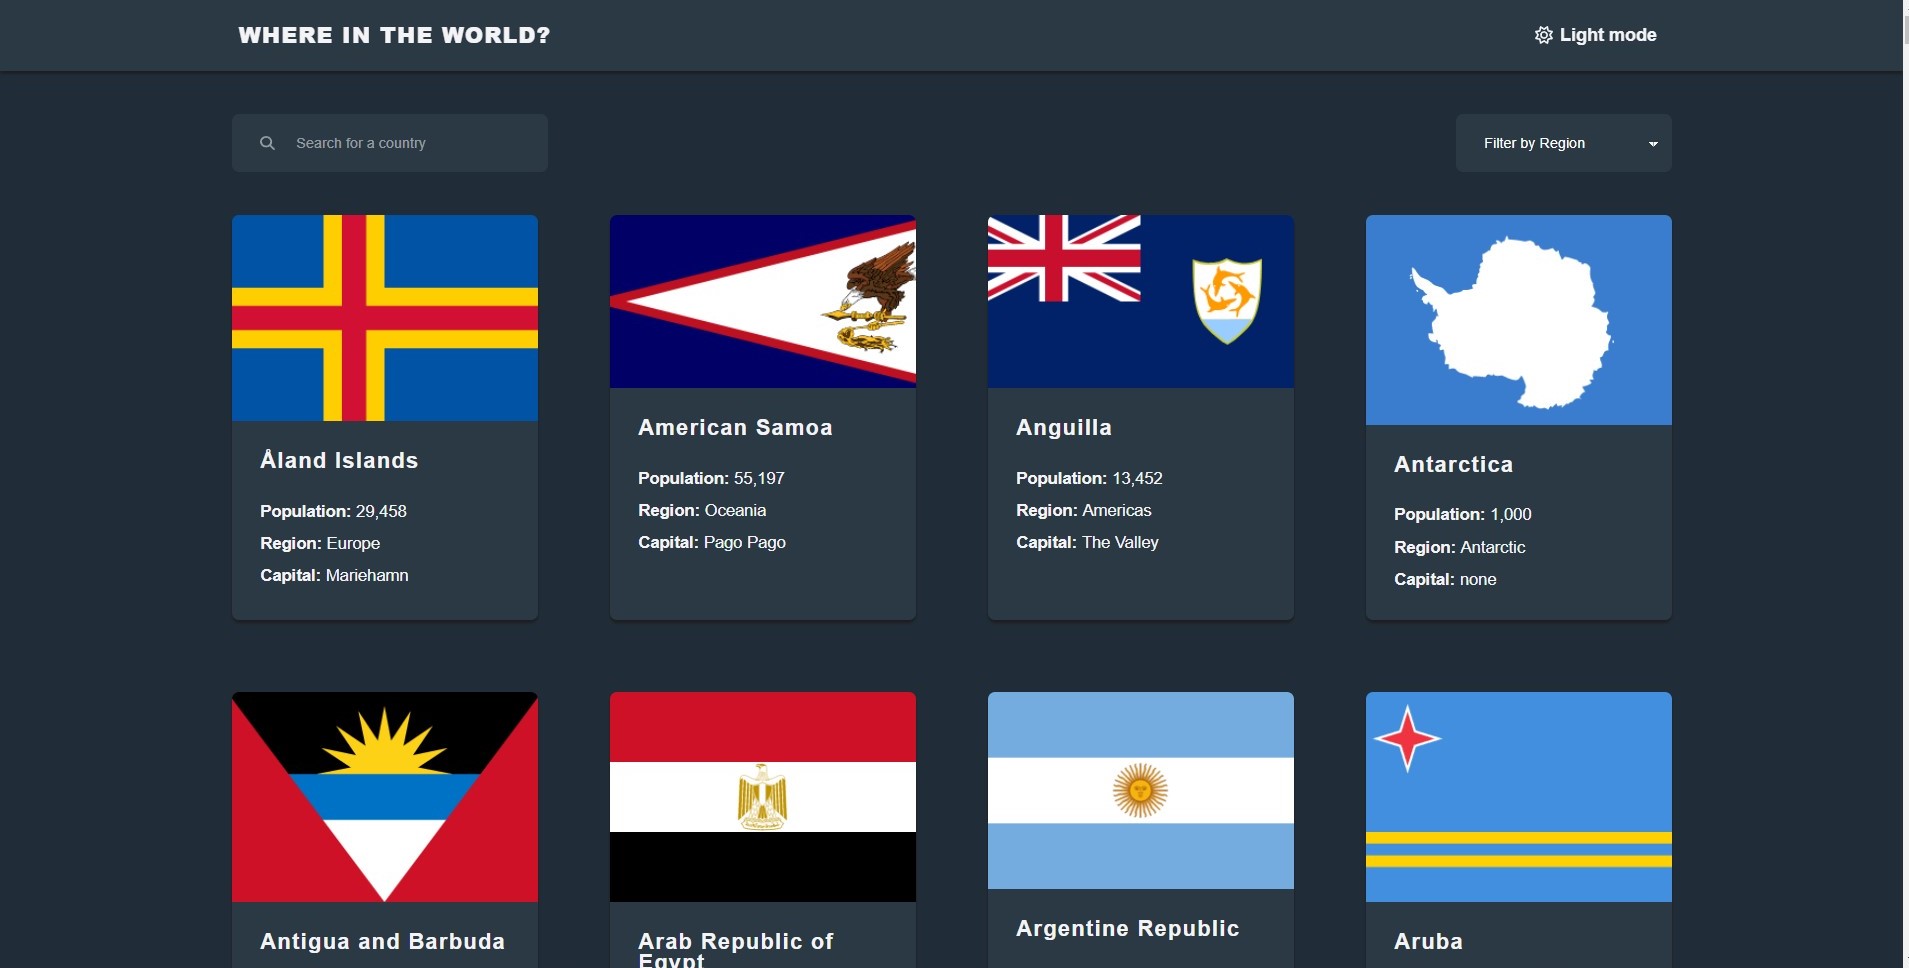 WHERE IN THE WORLD?
Light mode
Search for a country
Filter by Region
Åland Islands
Population: 29,458
Region: Europe
Capital: Mariehamn
American Samoa
Population: 55,197
Region: Oceania
Capital: Pago Pago
Anguilla
Population: 13,452
Region: Americas
Capital: The Valley
Antarctica
Population: 1,000
Region: Antarctic
Capital: none
Antigua and Barbuda
Arab Republic of
Egypt
Argentine Republic
Aruba